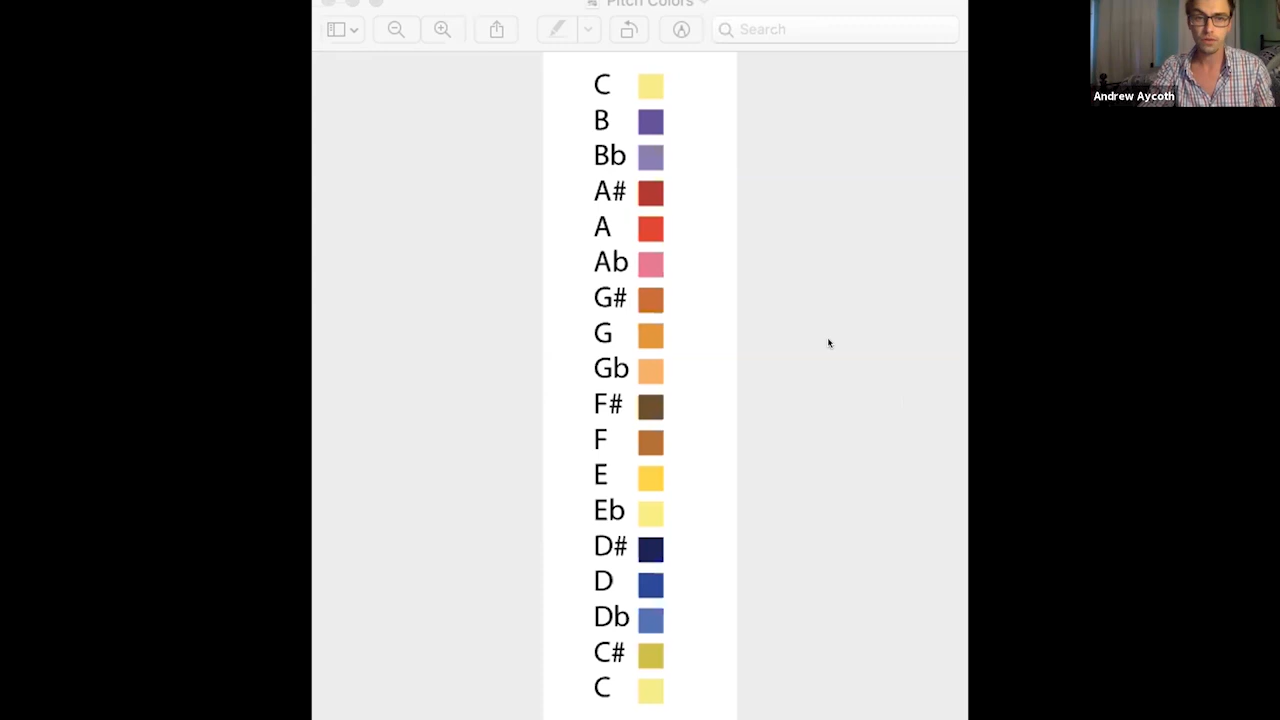 Pitch Colors
Search
Andrew Aycoth
C
B
Bb
A#
A
Ab
G#
G
Gb
F#
F
E
Eb
D#
D
Db
C#
C